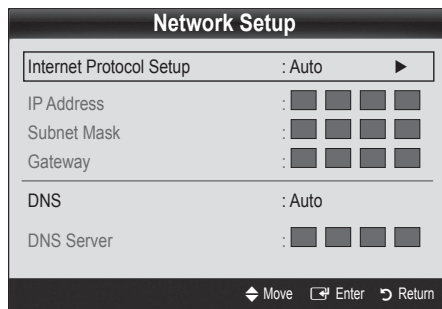 Network Setup
Internet Protocol Setup : Auto ►
IP Address :
Subnet Mask :
Gateway :
DNS : Auto
DNS Server :
Move Enter Return